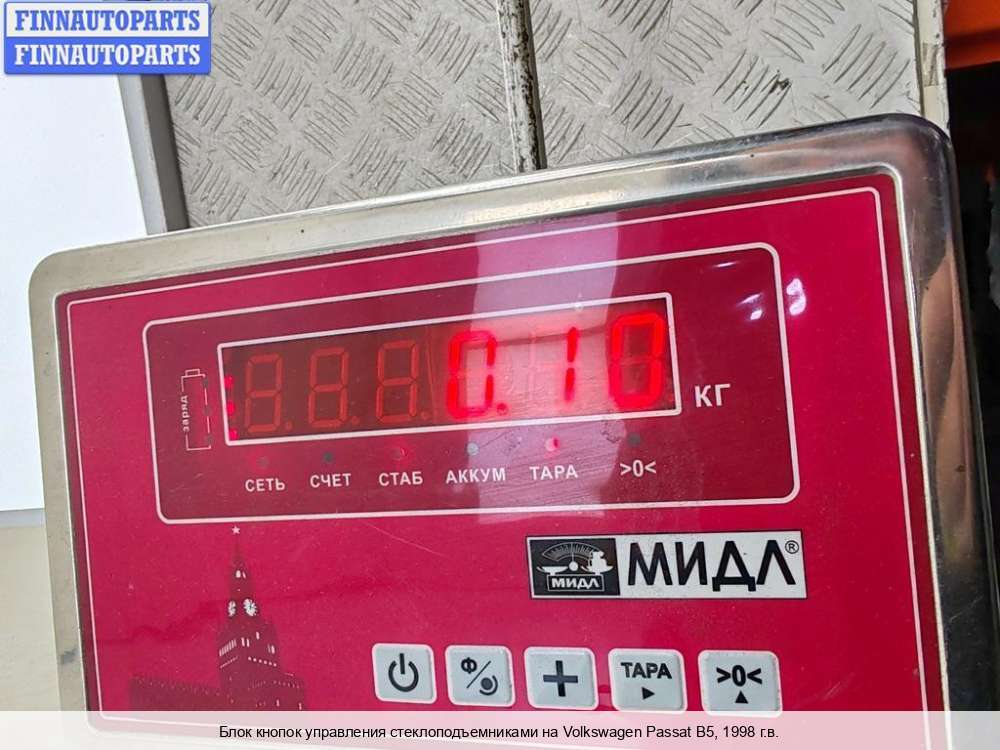 FINNAUTOPARTS
FINNAUTOPARTS
заряд
0.10 КГ
СЕТЬ СЧЕТ СТАБ АККУМ ТАРА >0<
МИДЛ МИДЛ®
Ф ТАРА >0<
Блок кнопок управления стеклоподъемниками на Volkswagen Passat B5, 1998 г.в.